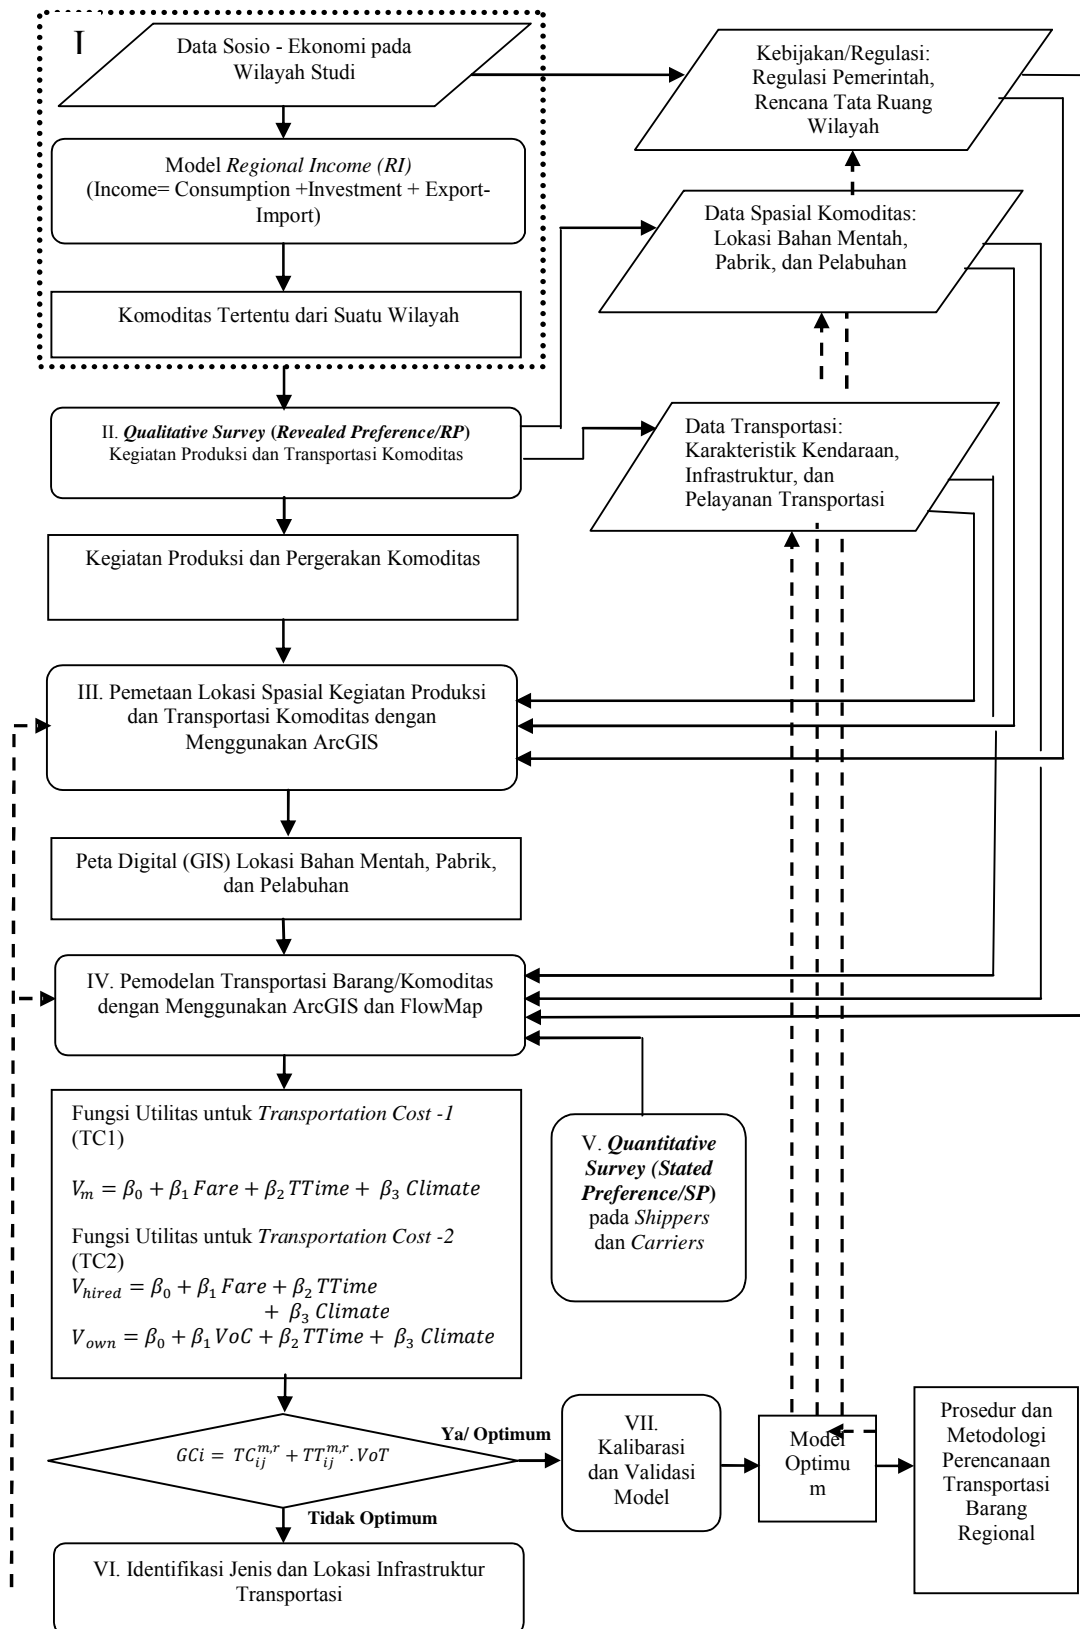 I
Data Sosio - Ekonomi pada
Wilayah Studi
Kebijakan/Regulasi:
Regulasi Pemerintah,
Rencana Tata Ruang
Wilayah
Model Regional Income (RI)
(Income= Consumption +Investment + Export-
Import)
Data Spasial Komoditas:
Lokasi Bahan Mentah,
Pabrik, dan Pelabuhan
Komoditas Tertentu dari Suatu Wilayah
II. Qualitative Survey (Revealed Preference/RP)
Kegiatan Produksi dan Transportasi Komoditas
Data Transportasi:
Karakteristik Kendaraan,
Infrastruktur, dan
Pelayanan Transportasi
Kegiatan Produksi dan Pergerakan Komoditas
III. Pemetaan Lokasi Spasial Kegiatan Produksi
dan Transportasi Komoditas dengan
Menggunakan ArcGIS
Peta Digital (GIS) Lokasi Bahan Mentah, Pabrik,
dan Pelabuhan
IV. Pemodelan Transportasi Barang/Komoditas
dengan Menggunakan ArcGIS dan FlowMap
Fungsi Utilitas untuk Transportation Cost -1
(TC1)
V_m = β_0 + β_1 Fare + β_2 TTime + β_3 Climate
Fungsi Utilitas untuk Transportation Cost -2
(TC2)
V_hired = β_0 + β_1 Fare + β_2 TTime
+ β_3 Climate
V_own = β_0 + β_1 VoC + β_2 TTime + β_3 Climate
V. Quantitative
Survey (Stated
Preference/SP)
pada Shippers
dan Carriers
GCi = TC_ij^m,r + TT_ij^m,r . VoT
Ya/ Optimum
Tidak Optimum
VII.
Kalibarasi
dan Validasi
Model
Model
Optimu
m
Prosedur dan
Metodologi
Perencanaan
Transportasi
Barang
Regional
VI. Identifikasi Jenis dan Lokasi Infrastruktur
Transportasi